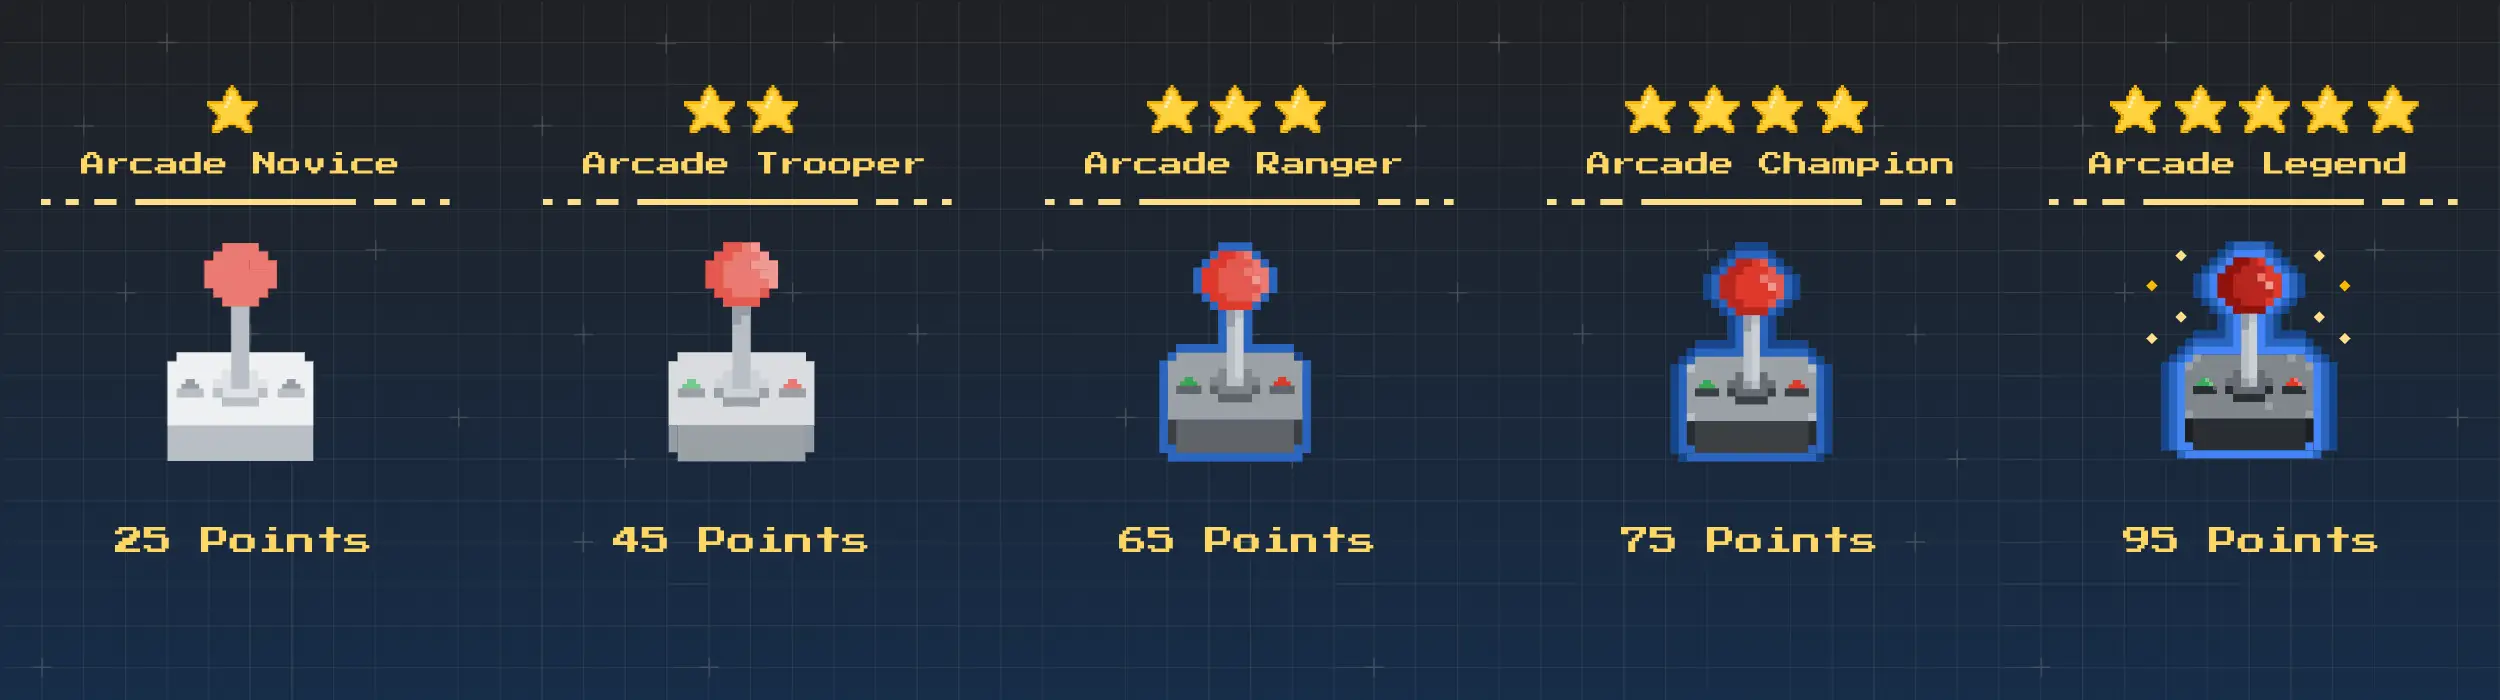 Arcade Novice
Arcade Trooper
Arcade Ranger
Arcade Champion
Arcade Legend
25 Points
45 Points
65 Points
75 Points
95 Points